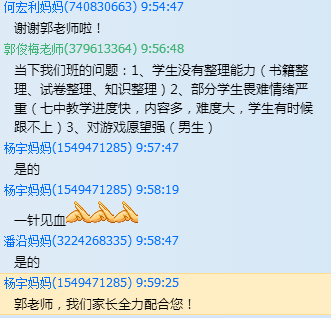 何宏利妈妈(740830663) 9:54:47
谢谢郭老师啦！
郭俊梅老师(379613364) 9:56:48
当下我们班的问题：1、学生没有整理能力（书籍整
理、试卷整理、知识整理）2、部分学生畏难情绪严
重（七中教学进度快，内容多，难度大，学生有时候
跟不上）3、对游戏愿望强（男生）
杨宇妈妈(1549471285) 9:57:47
是的
杨宇妈妈(1549471285) 9:58:19
一针见血
潘沿妈妈(3224268335) 9:58:47
是的
杨宇妈妈(1549471285) 9:59:25
郭老师，我们家长全力配合您！